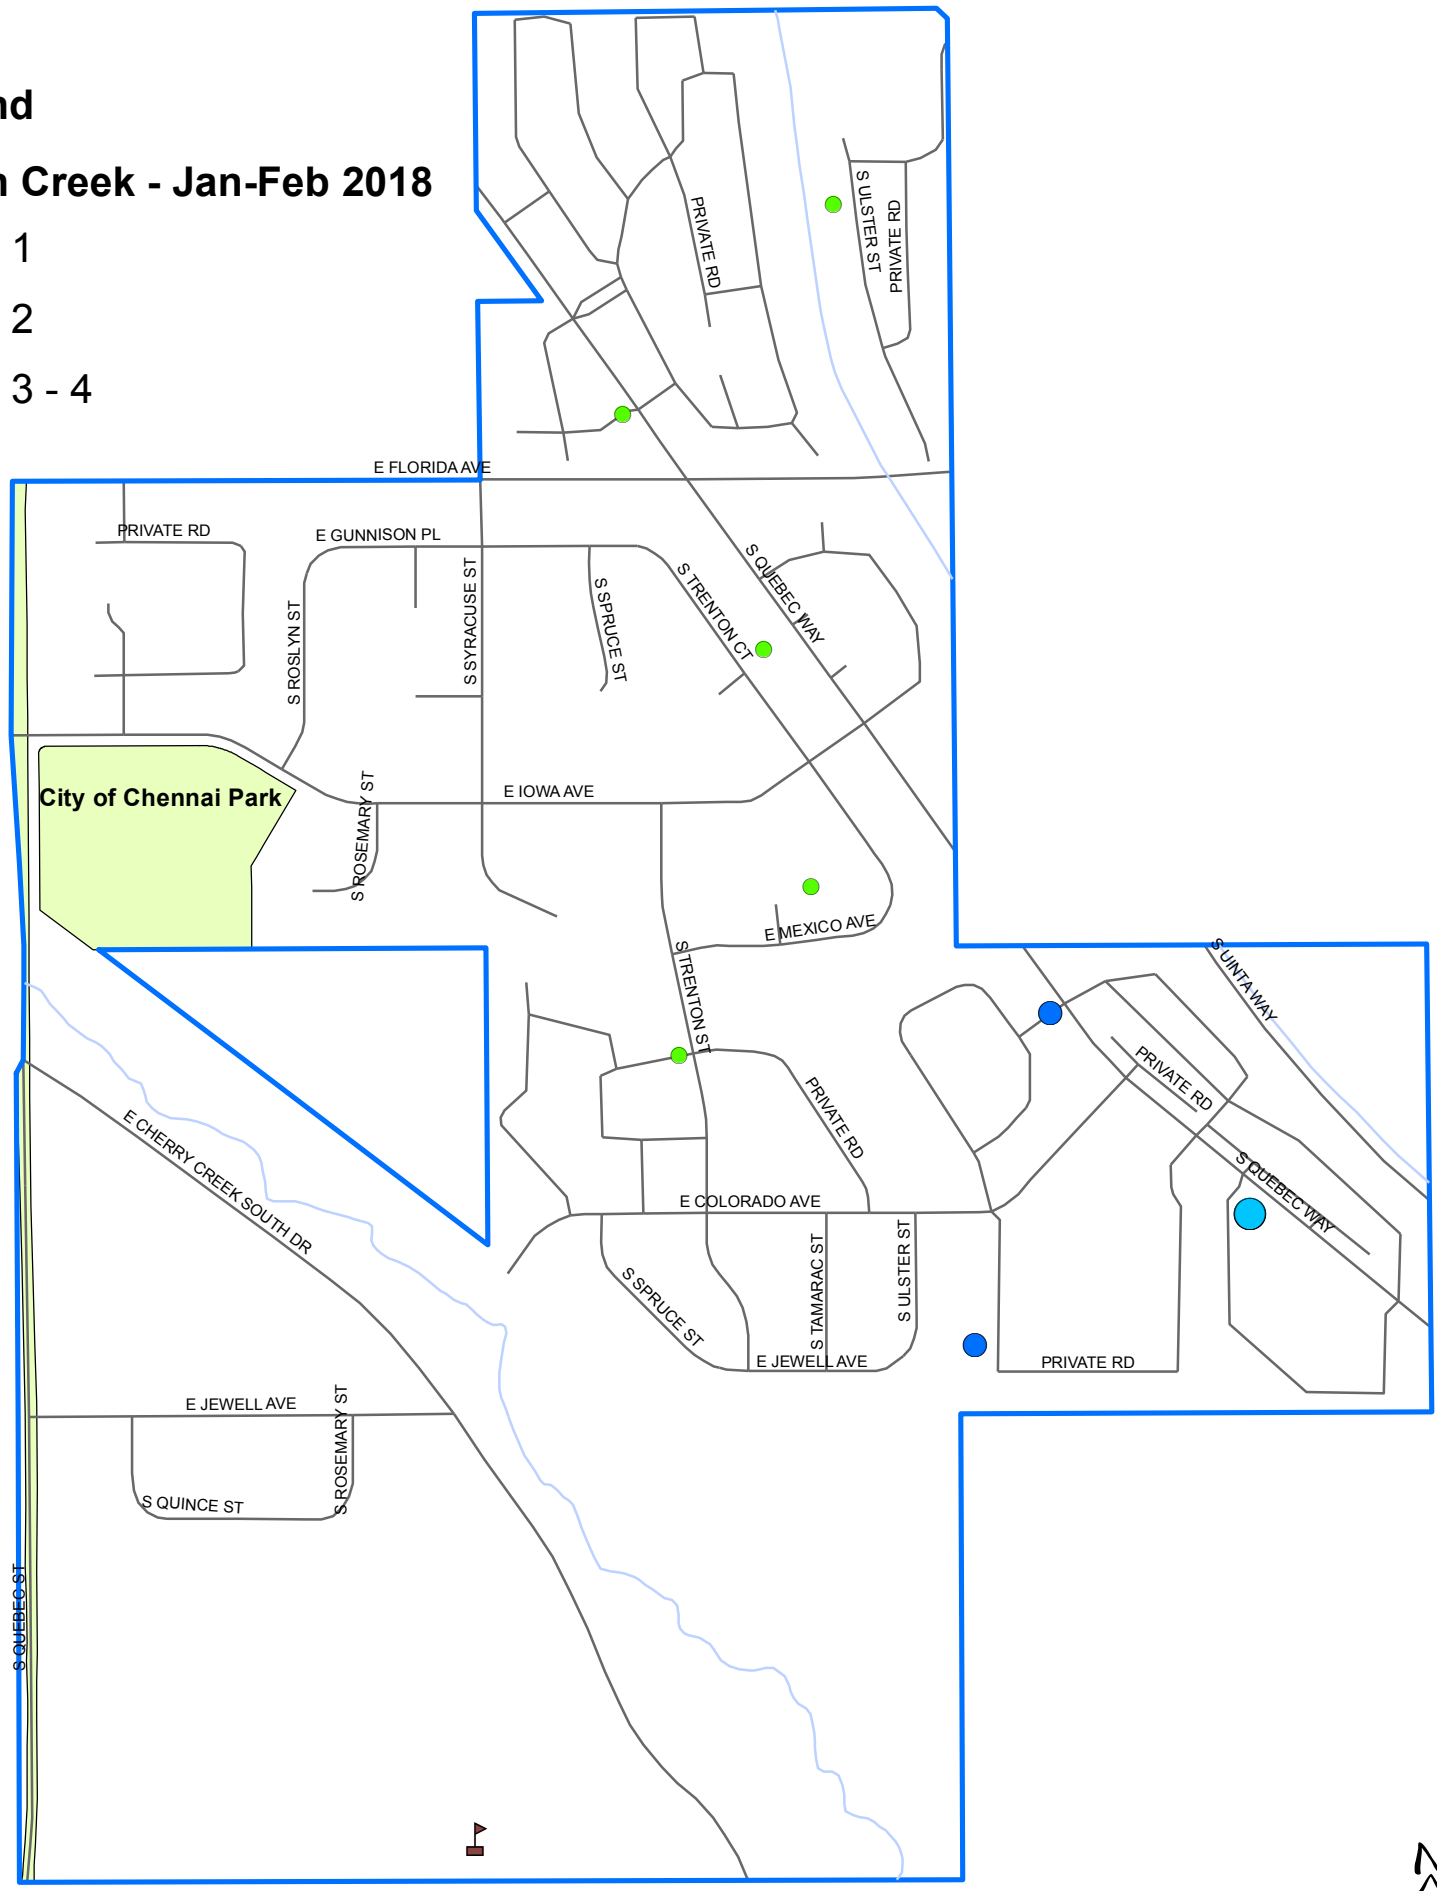 nd
n Creek - Jan-Feb 2018
1
2
3 - 4
PRIVATE RD
S ULSTER ST
PRIVATE RD
E FLORIDA AVE
PRIVATE RD
E GUNNISON PL
S ROSLYN ST
S SYRACUSE ST
S SPRUCE ST
S TRENTON CT
S QUEBEC WAY
City of Chennai Park
S ROSEMARY ST
E IOWA AVE
E MEXICO AVE
S TRENTON ST
S UINTA WAY
PRIVATE RD
PRIVATE RD
E CHERRY CREEK SOUTH DR
S QUEBEC WAY
E COLORADO AVE
S SPRUCE ST
S TAMARAC ST
S ULSTER ST
E JEWELL AVE
PRIVATE RD
E JEWELL AVE
S ROSEMARY ST
S QUINCE ST
S QUEBEC ST